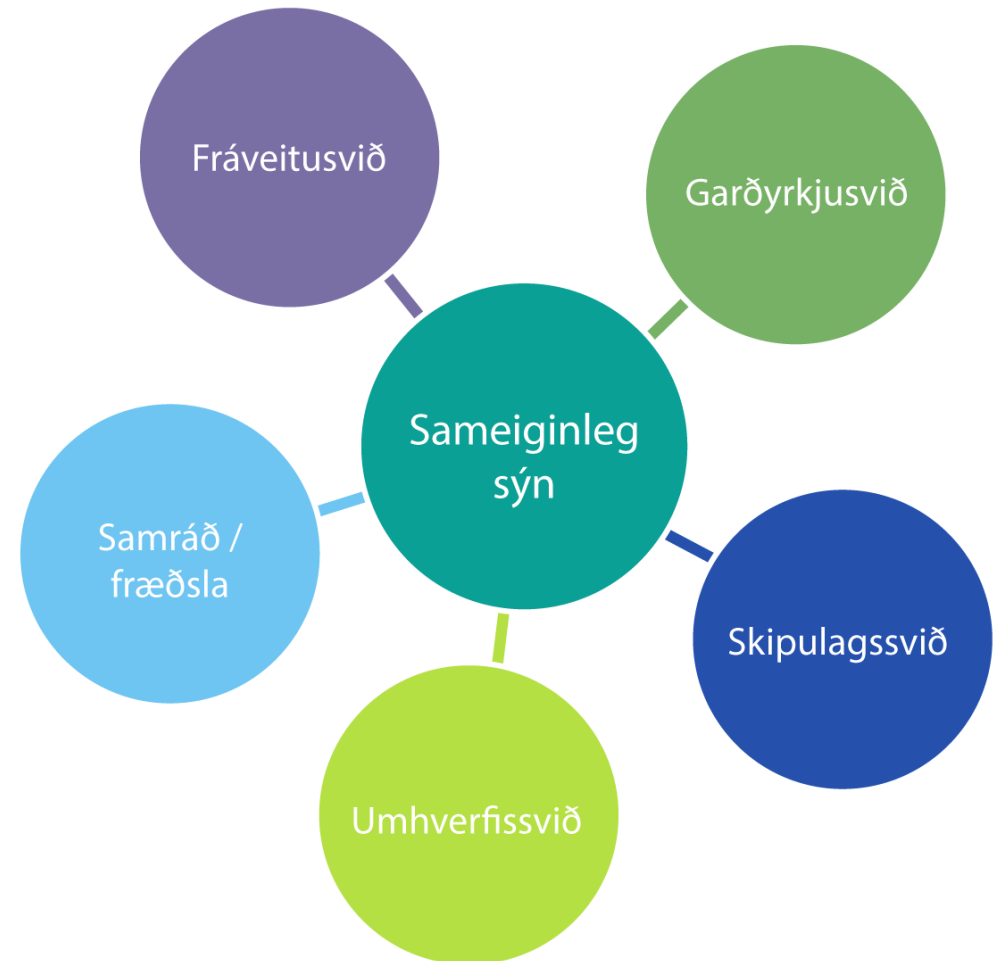 Fráveitusvið
Garðyrkjusvið
Sameiginleg
sýn
Samráð /
fræðsla
Skipulagssvið
Umhverfissvið